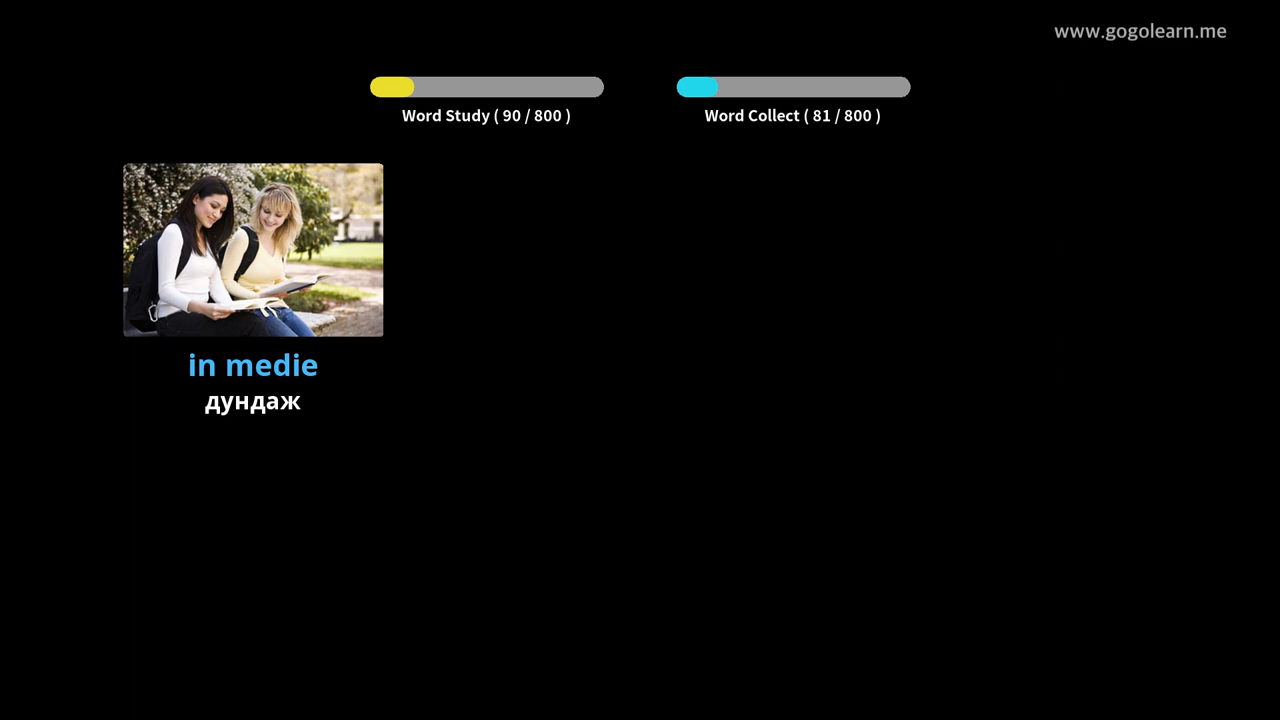 www.gogolearn.me
Word Study ( 90 / 800 )
Word Collect ( 81 / 800 )
in medie
дундаж